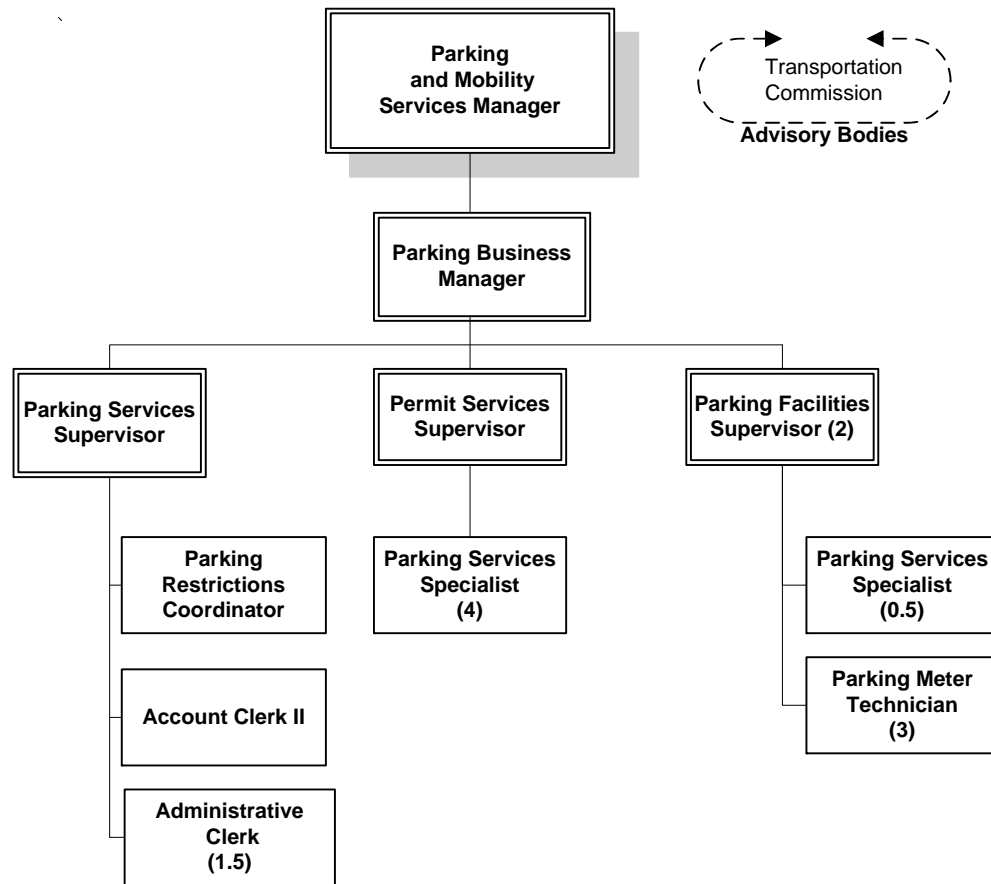 Parking
and Mobility
Services Manager
Transportation
Commission
Advisory Bodies
Parking Business
Manager
Parking Services
Supervisor
Permit Services
Supervisor
Parking Facilities
Supervisor (2)
Parking
Restrictions
Coordinator
Account Clerk II
Administrative
Clerk
(1.5)
Parking Services
Specialist
(4)
Parking Services
Specialist
(0.5)
Parking Meter
Technician
(3)